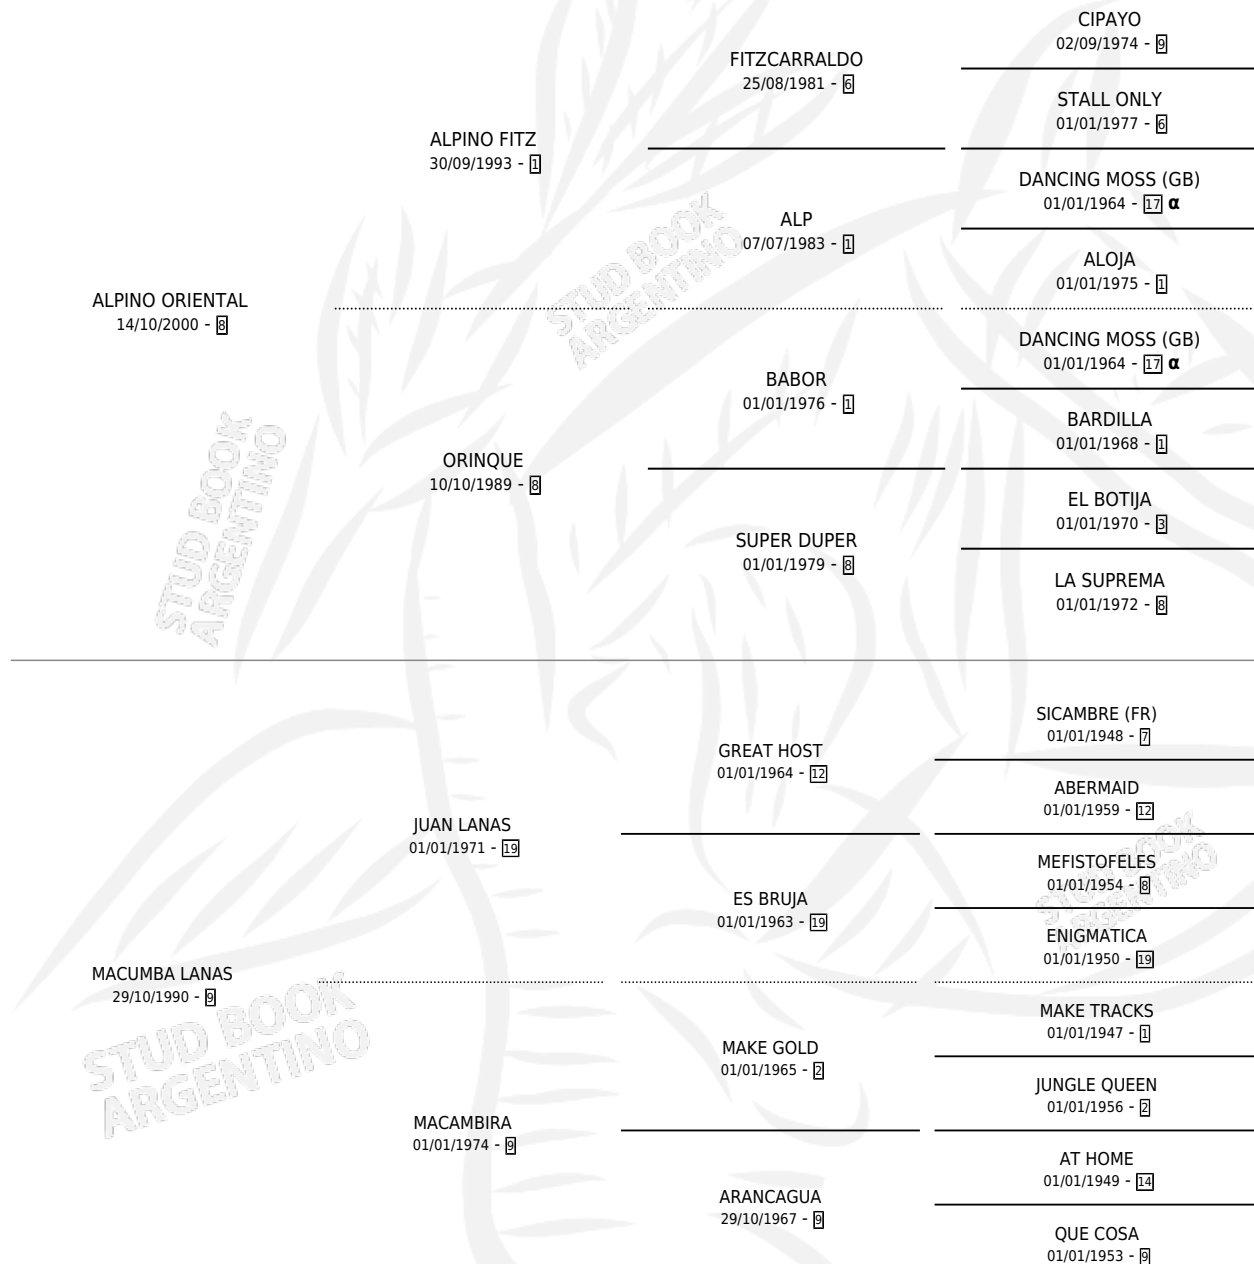 CIPAYO
02/09/1974 - 9
FITZCARRALDO
25/08/1981 - 6
STALL ONLY
01/01/1977 - 6
ALPINO FITZ
30/09/1993 - 1
DANCING MOSS (GB)
01/01/1964 - 17 α
ALP
07/07/1983 - 1
ALOJA
01/01/1975 - 1
ALPINO ORIENTAL
14/10/2000 - 8
DANCING MOSS (GB)
01/01/1964 - 17 α
BABOR
01/01/1976 - 1
BARDILLA
01/01/1968 - 1
ORINQUE
10/10/1989 - 8
EL BOTIJA
01/01/1970 - 3
SUPER DUPER
01/01/1979 - 8
LA SUPREMA
01/01/1972 - 8
SICAMBRE (FR)
01/01/1948 - 7
GREAT HOST
01/01/1964 - 12
ABERMAID
01/01/1959 - 12
JUAN LANAS
01/01/1971 - 19
MEFISTOFELES
01/01/1954 - 8
ES BRUJA
01/01/1963 - 19
ENIGMATICA
01/01/1950 - 19
MACUMBA LANAS
29/10/1990 - 9
MAKE TRACKS
01/01/1947 - 1
MAKE GOLD
01/01/1965 - 2
JUNGLE QUEEN
01/01/1956 - 2
MACAMBIRA
01/01/1974 - 9
AT HOME
01/01/1949 - 14
ARANCAGUA
29/10/1967 - 9
QUE COSA
01/01/1953 - 9
STUD BOOK
ARGENTINO
STUD BOOK
ARGENTINO
STUD BOOK
ARGENTINO
STUD BOOK
ARGENTINO